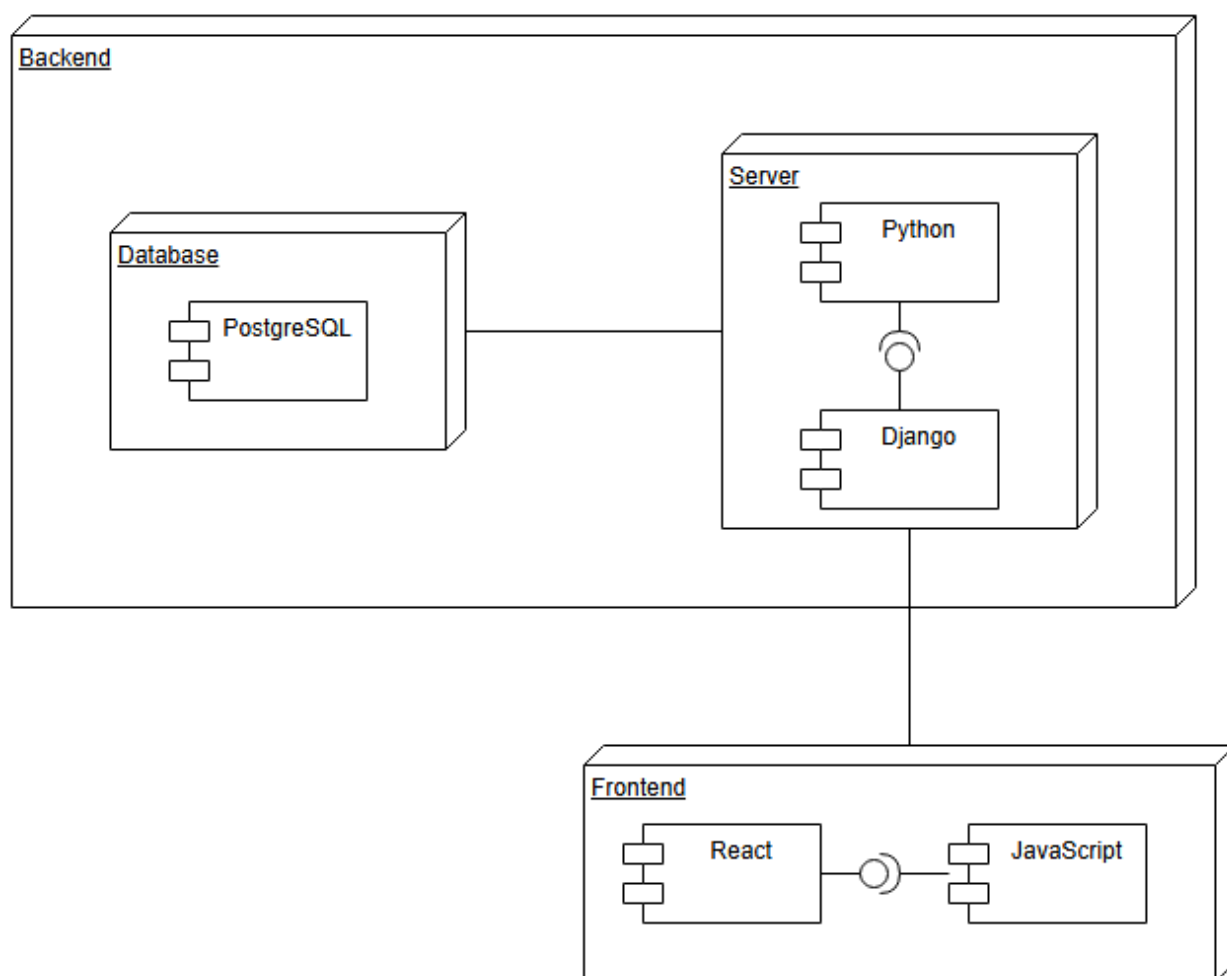 Backend
Server
Python
Database
PostgreSQL
Django
Frontend
React
JavaScript